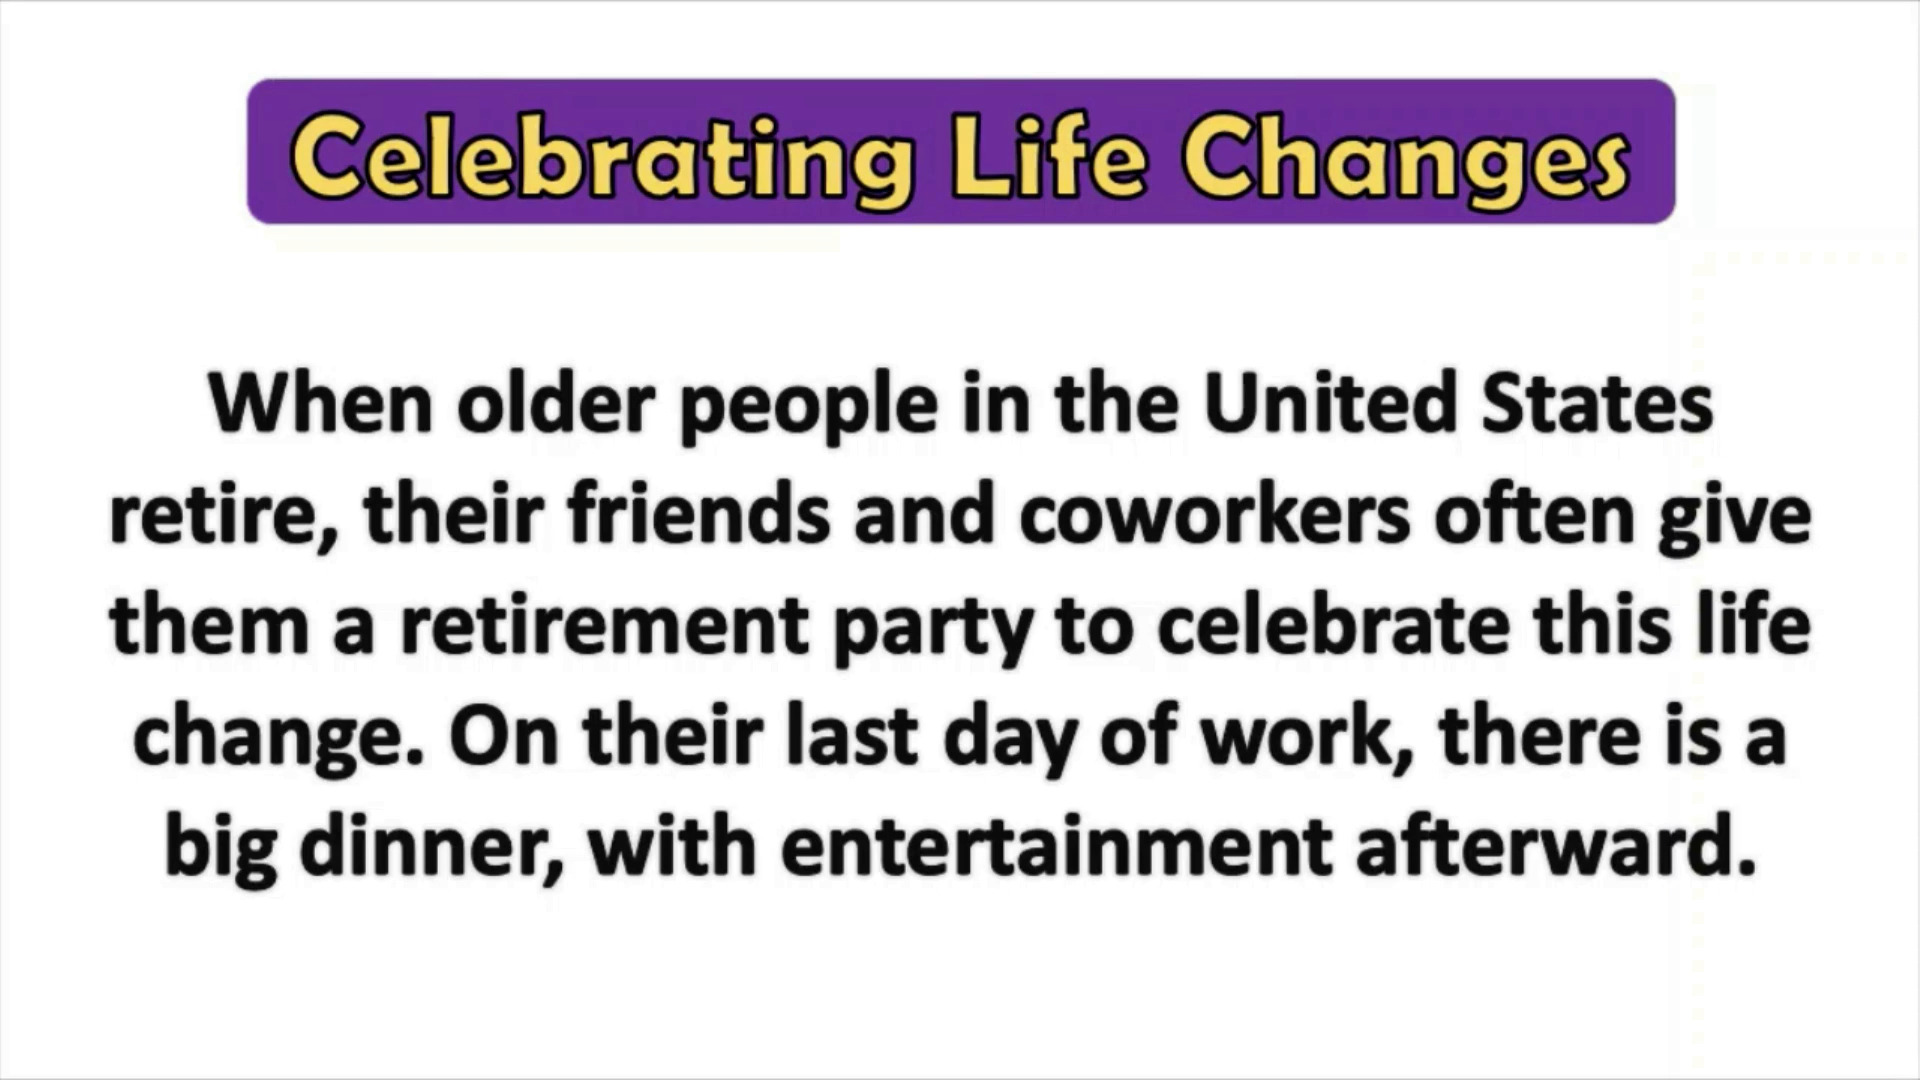 Celebrating Life Changes
When older people in the United States
retire, their friends and coworkers often give
them a retirement party to celebrate this life
change. On their last day of work, there is a
big dinner, with entertainment afterward.